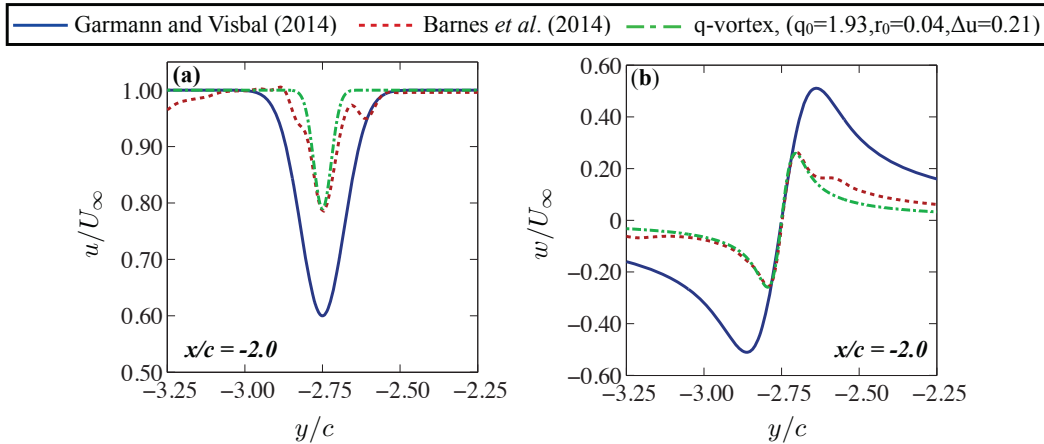 Garmann and Visbal (2014) Barnes et al. (2014) q-vortex, (q₀=1.93,r₀=0.04,Δu=0.21)
(a)
1.00
0.90
0.80
0.70
0.60
0.50
u/U∞
x/c = -2.0
−3.25 −3.00 −2.75 −2.50 −2.25
y/c
(b)
0.60
0.40
0.20
0
−0.20
−0.40
−0.60
w/U∞
x/c = -2.0
−3.25 −3.00 −2.75 −2.50 −2.25
y/c